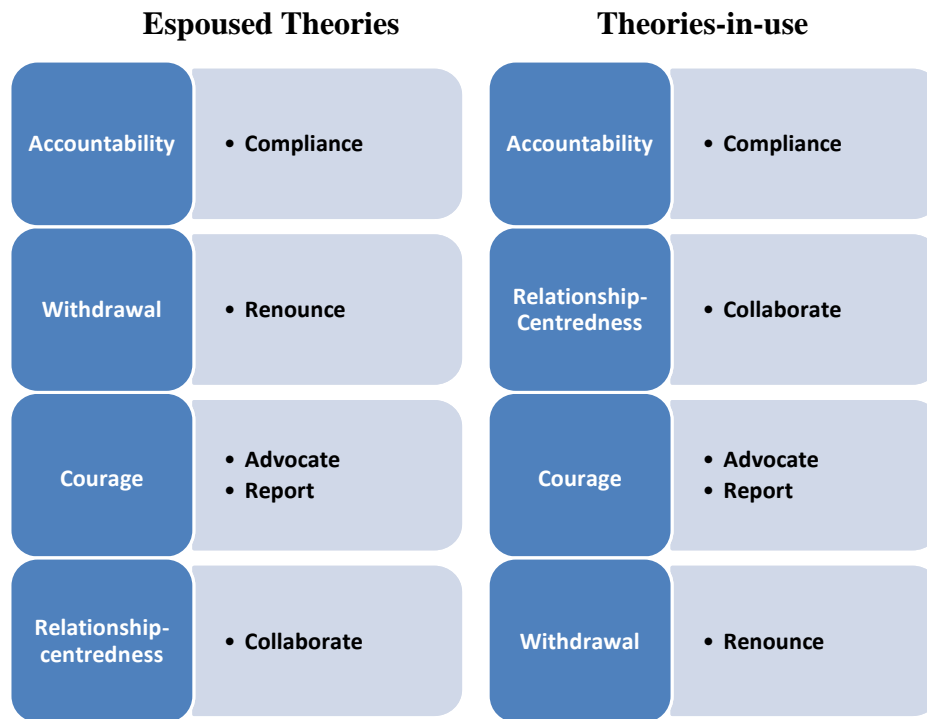 Espoused Theories
Accountability
• Compliance
Withdrawal
• Renounce
Courage
• Advocate
• Report
Relationship-
centredness
• Collaborate
Theories-in-use
Accountability
• Compliance
Relationship-
Centredness
• Collaborate
Courage
• Advocate
• Report
Withdrawal
• Renounce